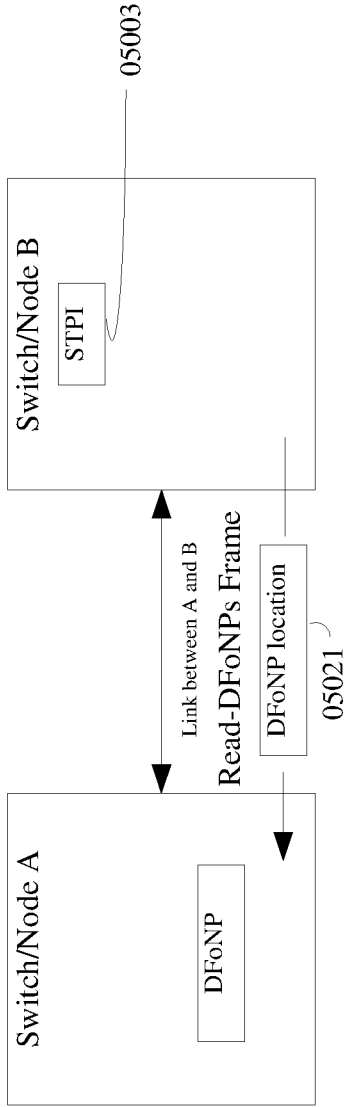 Switch/Node A
DFoNP
Link between A and B
Read-DFoNPs Frame
DFoNP location
05021
Switch/Node B
STPI
05003